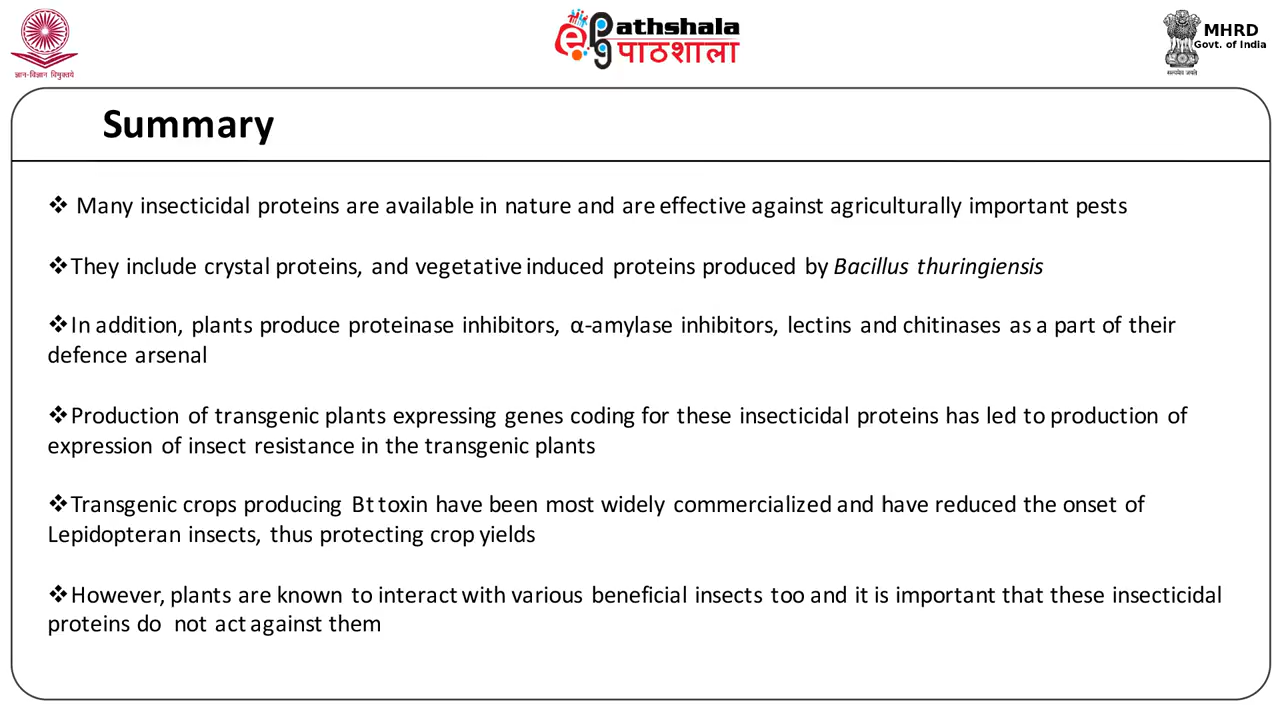 ज्ञान-विज्ञान विमुक्तये
ePG Pathshala
पाठशाला
सत्यमेव जयते
MHRD
Govt. of India
Summary
❖ Many insecticidal proteins are available in nature and are effective against agriculturally important pests
❖They include crystal proteins, and vegetative induced proteins produced by Bacillus thuringiensis
❖In addition, plants produce proteinase inhibitors, α-amylase inhibitors, lectins and chitinases as a part of their
defence arsenal
❖Production of transgenic plants expressing genes coding for these insecticidal proteins has led to production of
expression of insect resistance in the transgenic plants
❖Transgenic crops producing Bt toxin have been most widely commercialized and have reduced the onset of
Lepidopteran insects, thus protecting crop yields
❖However, plants are known to interact with various beneficial insects too and it is important that these insecticidal
proteins do not act against them